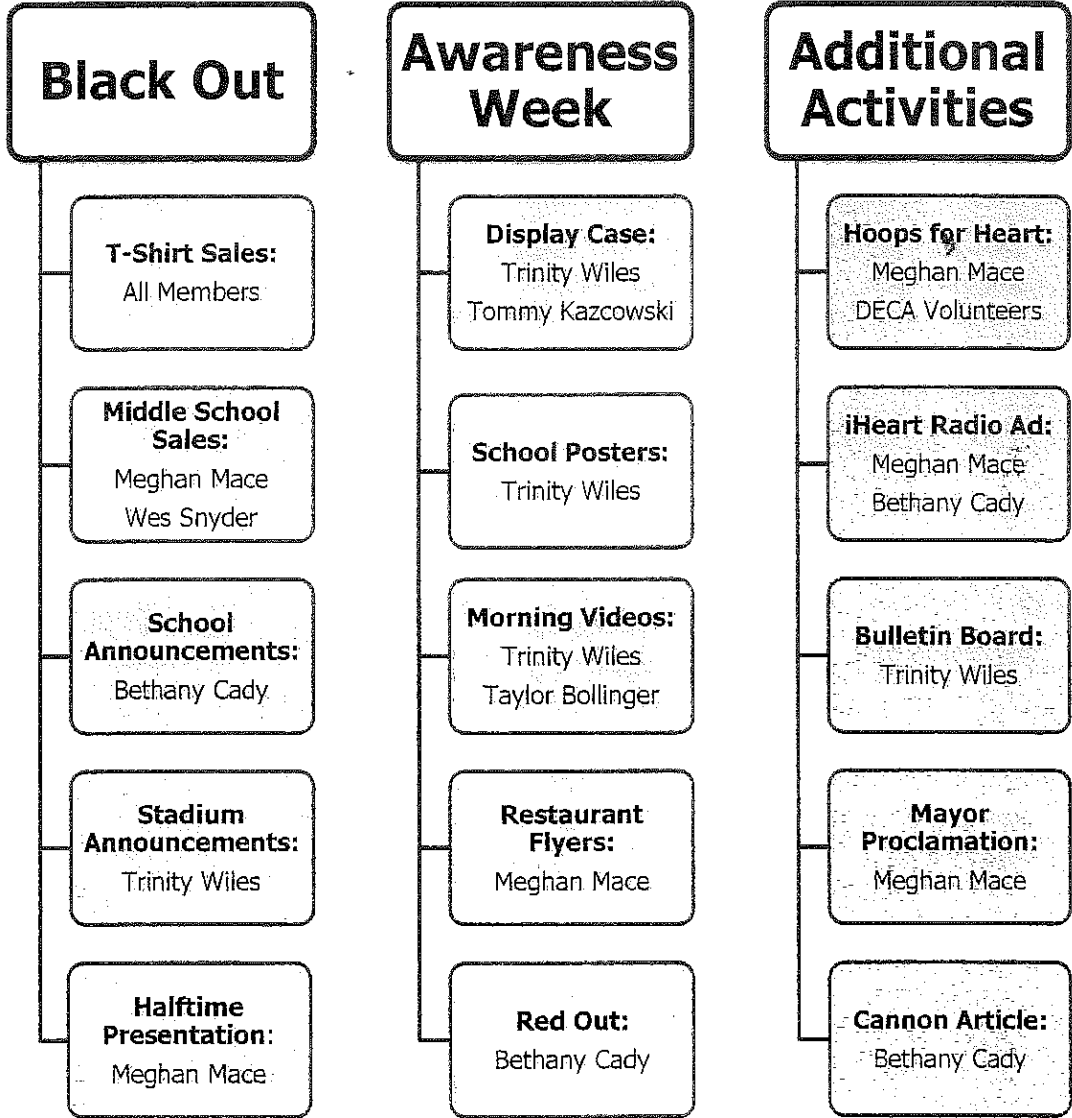 Black Out
T-Shirt Sales:
All Members
Middle School
Sales:
Meghan Mace
Wes Snyder
School
Announcements:
Bethany Cady
Stadium
Announcements:
Trinity Wiles
Halftime
Presentation:
Meghan Mace
Awareness
Week
Display Case:
Trinity Wiles
Tommy Kazcowski
School Posters:
Trinity Wiles
Morning Videos:
Trinity Wiles
Taylor Bollinger
Restaurant
Flyers:
Meghan Mace
Red Out:
Bethany Cady
Additional
Activities
Hoops for Heart:
Meghan Mace
DECA Volunteers
iHeart Radio Ad:
Meghan Mace
Bethany Cady
Bulletin Board:
Trinity Wiles
Mayor
Proclamation:
Meghan Mace
Cannon Article:
Bethany Cady